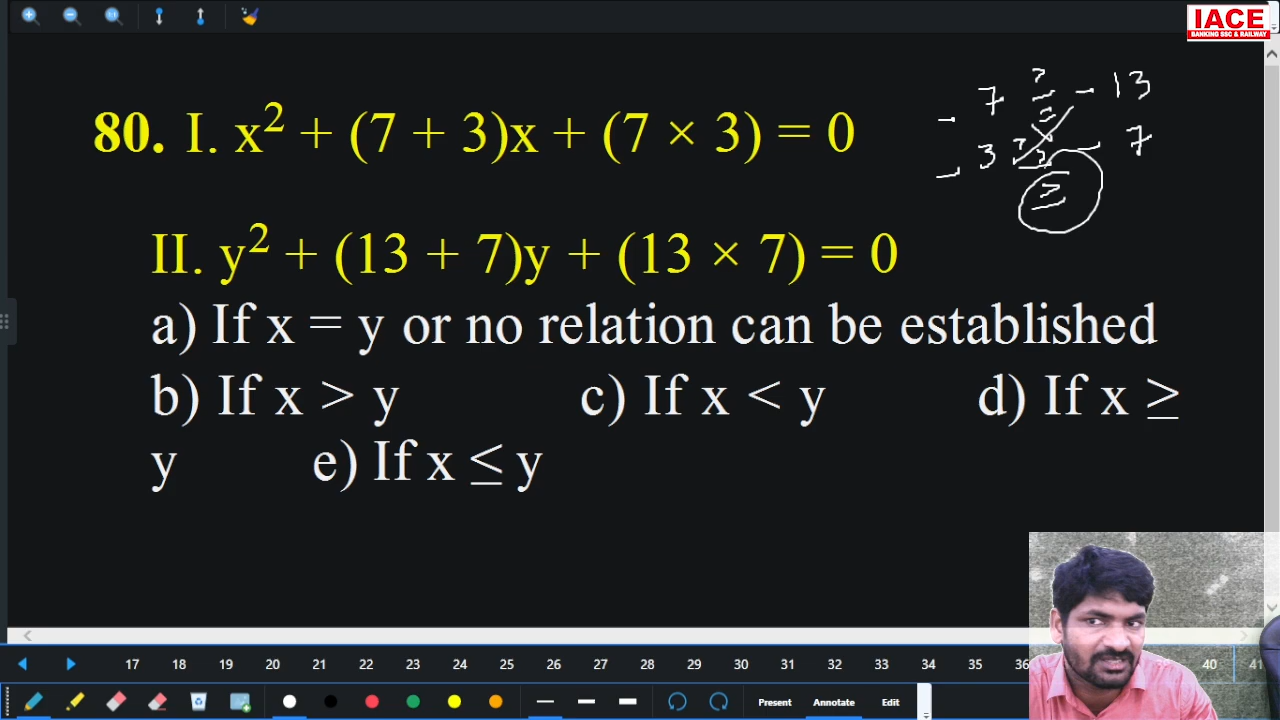 IACE
BANKING SSC & RAILWAY
80. I. x² + (7 + 3)x + (7 × 3) = 0
- 7 > = - 13
- 3 > > - 7
≥
II. y² + (13 + 7)y + (13 × 7) = 0
a) If x = y or no relation can be established
b) If x > y c) If x < y d) If x ≥
y e) If x ≤ y
17 18 19 20 21 22 23 24 25 26 27 28 29 30 31 32 33 34 35 36 40 41
Present Annotate Edit